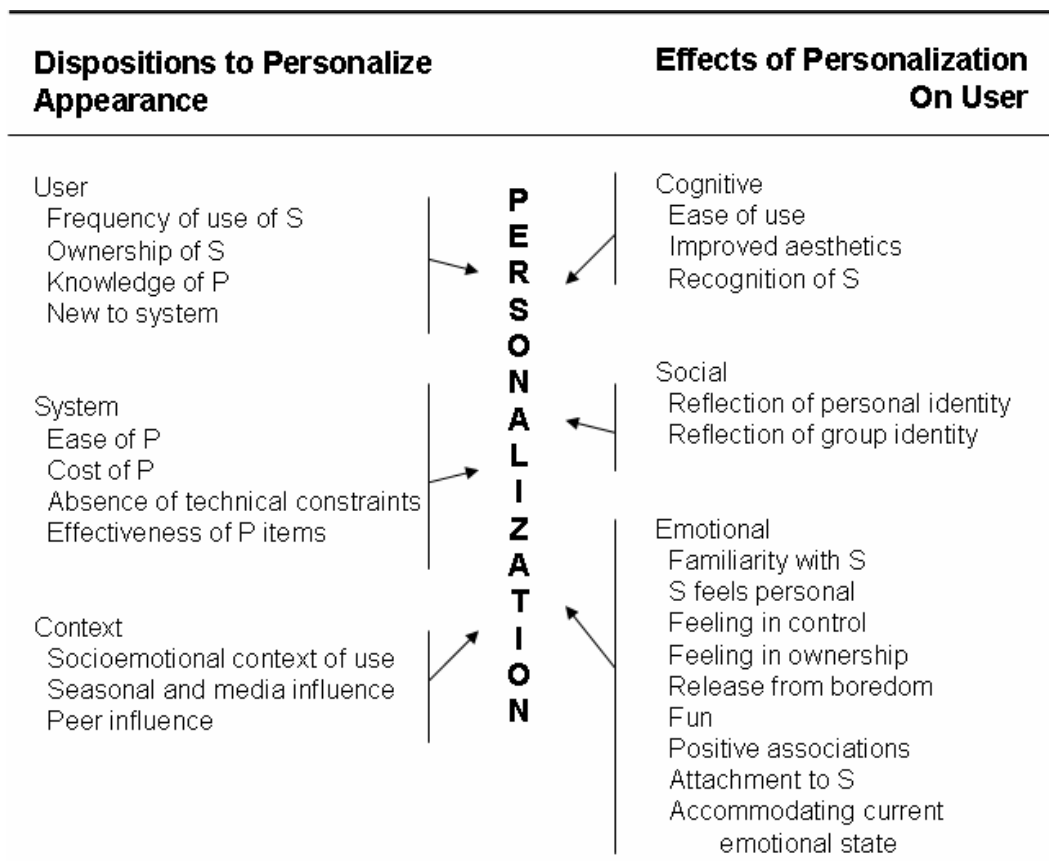 Dispositions to Personalize
Appearance
Effects of Personalization
On User
User
Frequency of use of S
Ownership of S
Knowledge of P
New to system
System
Ease of P
Cost of P
Absence of technical constraints
Effectiveness of P items
Context
Socioemotional context of use
Seasonal and media influence
Peer influence
PERSONALIZATION
Cognitive
Ease of use
Improved aesthetics
Recognition of S
Social
Reflection of personal identity
Reflection of group identity
Emotional
Familiarity with S
S feels personal
Feeling in control
Feeling in ownership
Release from boredom
Fun
Positive associations
Attachment to S
Accommodating current
emotional state